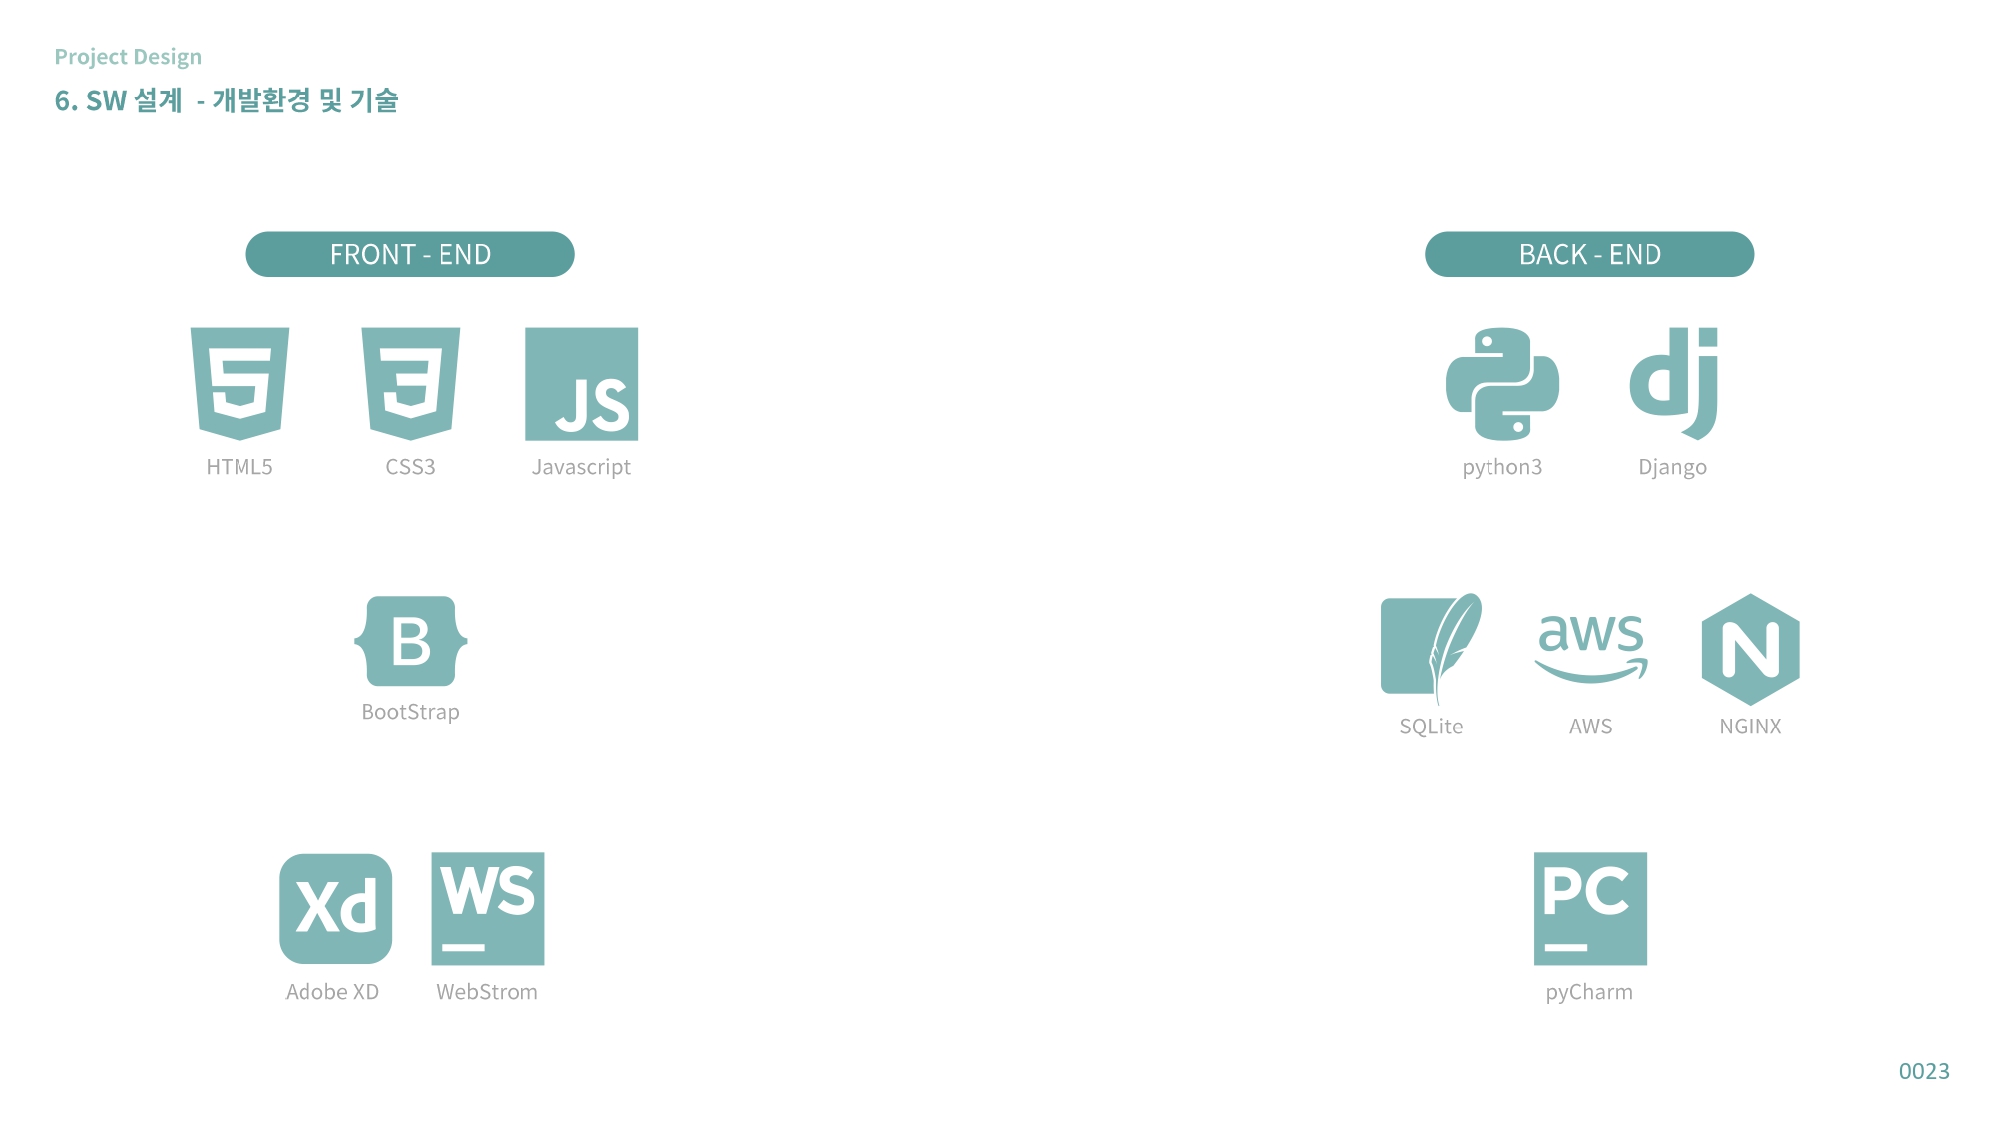 Project Design
6. SW 설계  - 개발환경 및 기술
FRONT - END
JS
HTML5
CSS3
Javascript
B
BootStrap
Xd
WS
Adobe XD
WebStrom
BACK - END
dj
python3
Django
aws
N
SQLite
AWS
NGINX
PC
pyCharm
0023